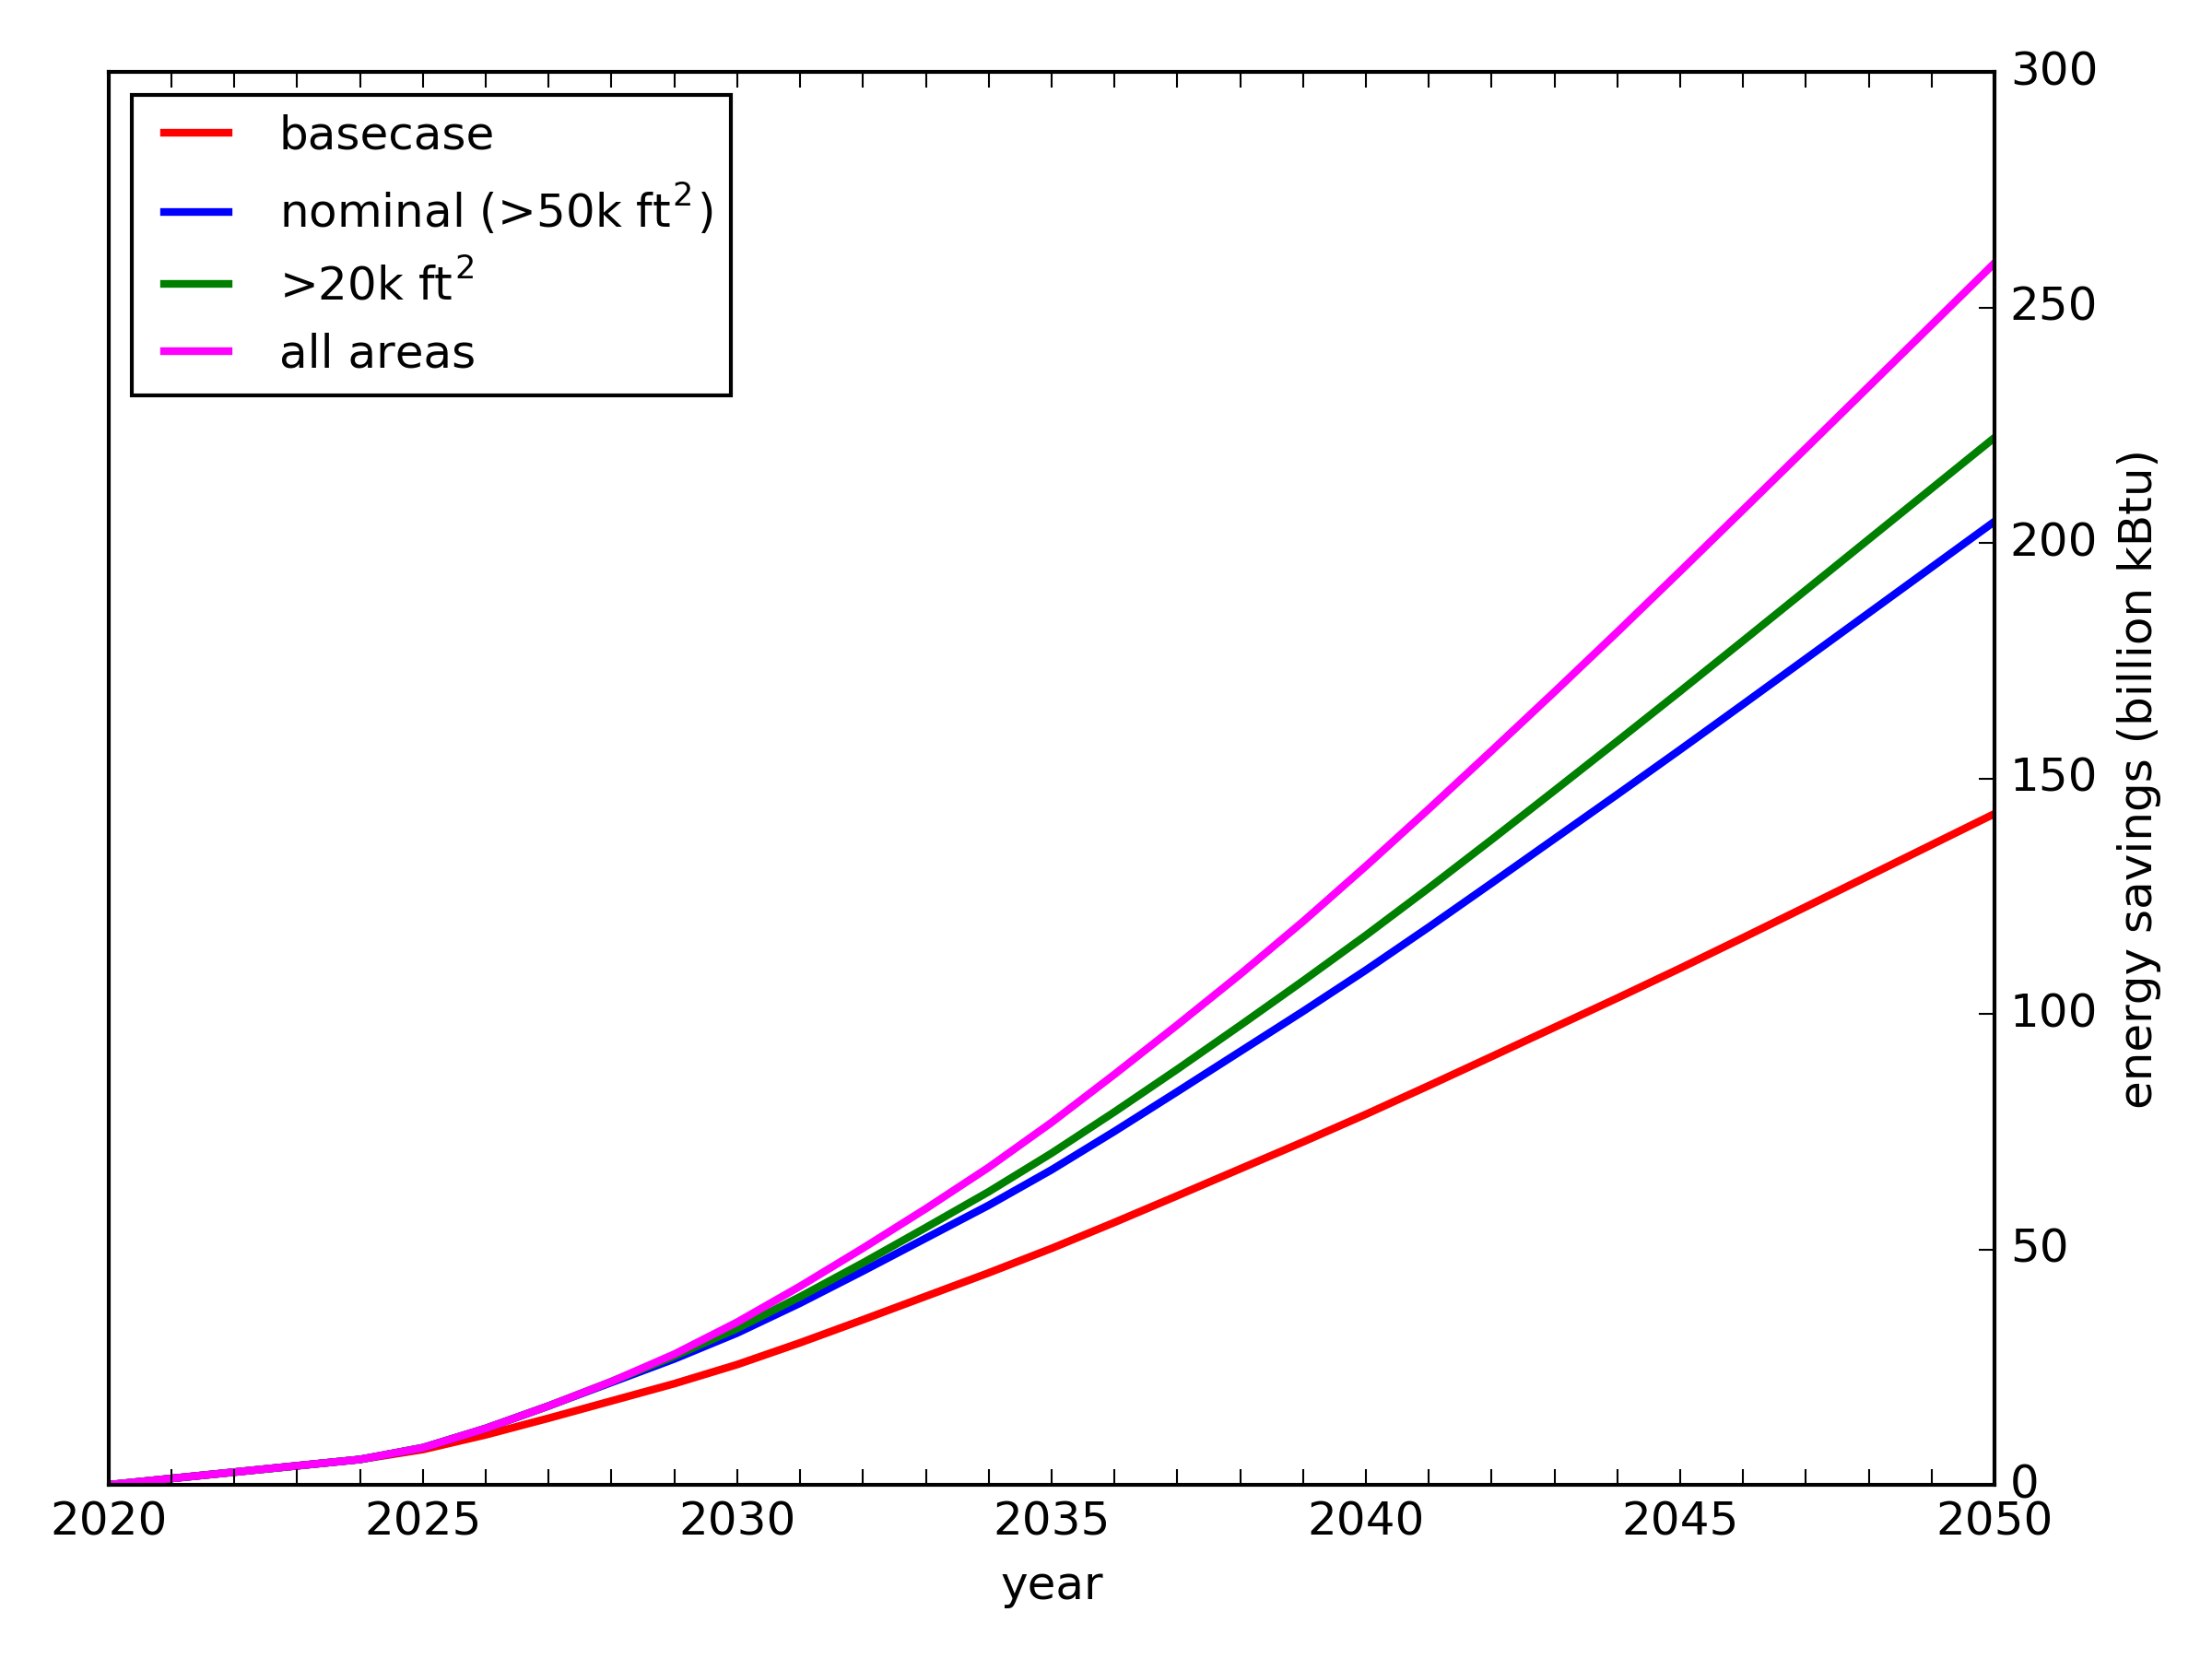 basecase
nominal (>50k ft²)
>20k ft²
all areas
300
250
200
150
100
50
0
energy savings (billion kBtu)
2020 2025 2030 2035 2040 2045 2050
year